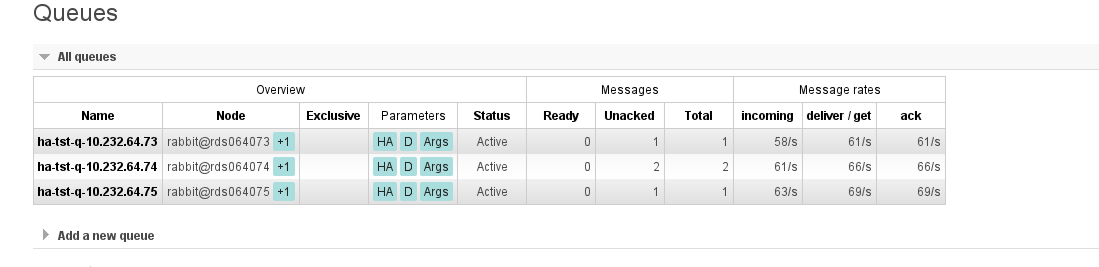 Queues
All queues
Overview Messages Message rates
Name Node Exclusive Parameters Status Ready Unacked Total incoming deliver / get ack
ha-tst-q-10.232.64.73 rabbit@rds064073 +1 HA D Args Active 0 1 1 58/s 61/s 61/s
ha-tst-q-10.232.64.74 rabbit@rds064074 +1 HA D Args Active 0 2 2 61/s 66/s 66/s
ha-tst-q-10.232.64.75 rabbit@rds064075 +1 HA D Args Active 0 1 1 63/s 69/s 69/s
Add a new queue